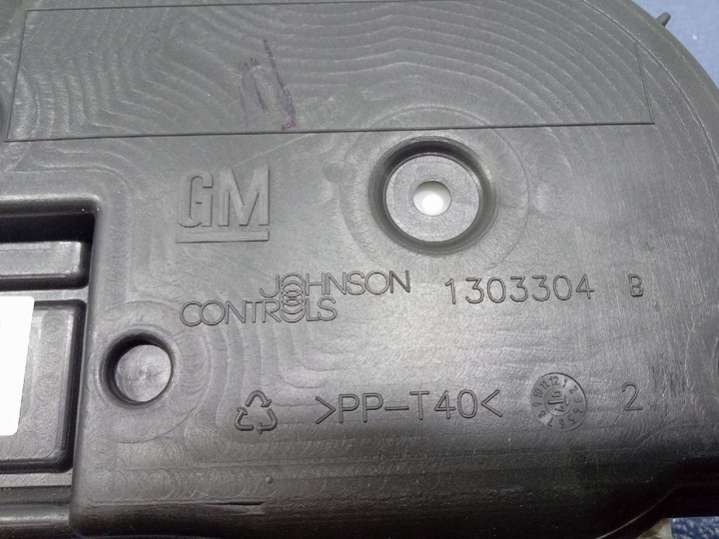 GM
JOHNSON
CONTROLS
1303304 B
>PP-T40<
2